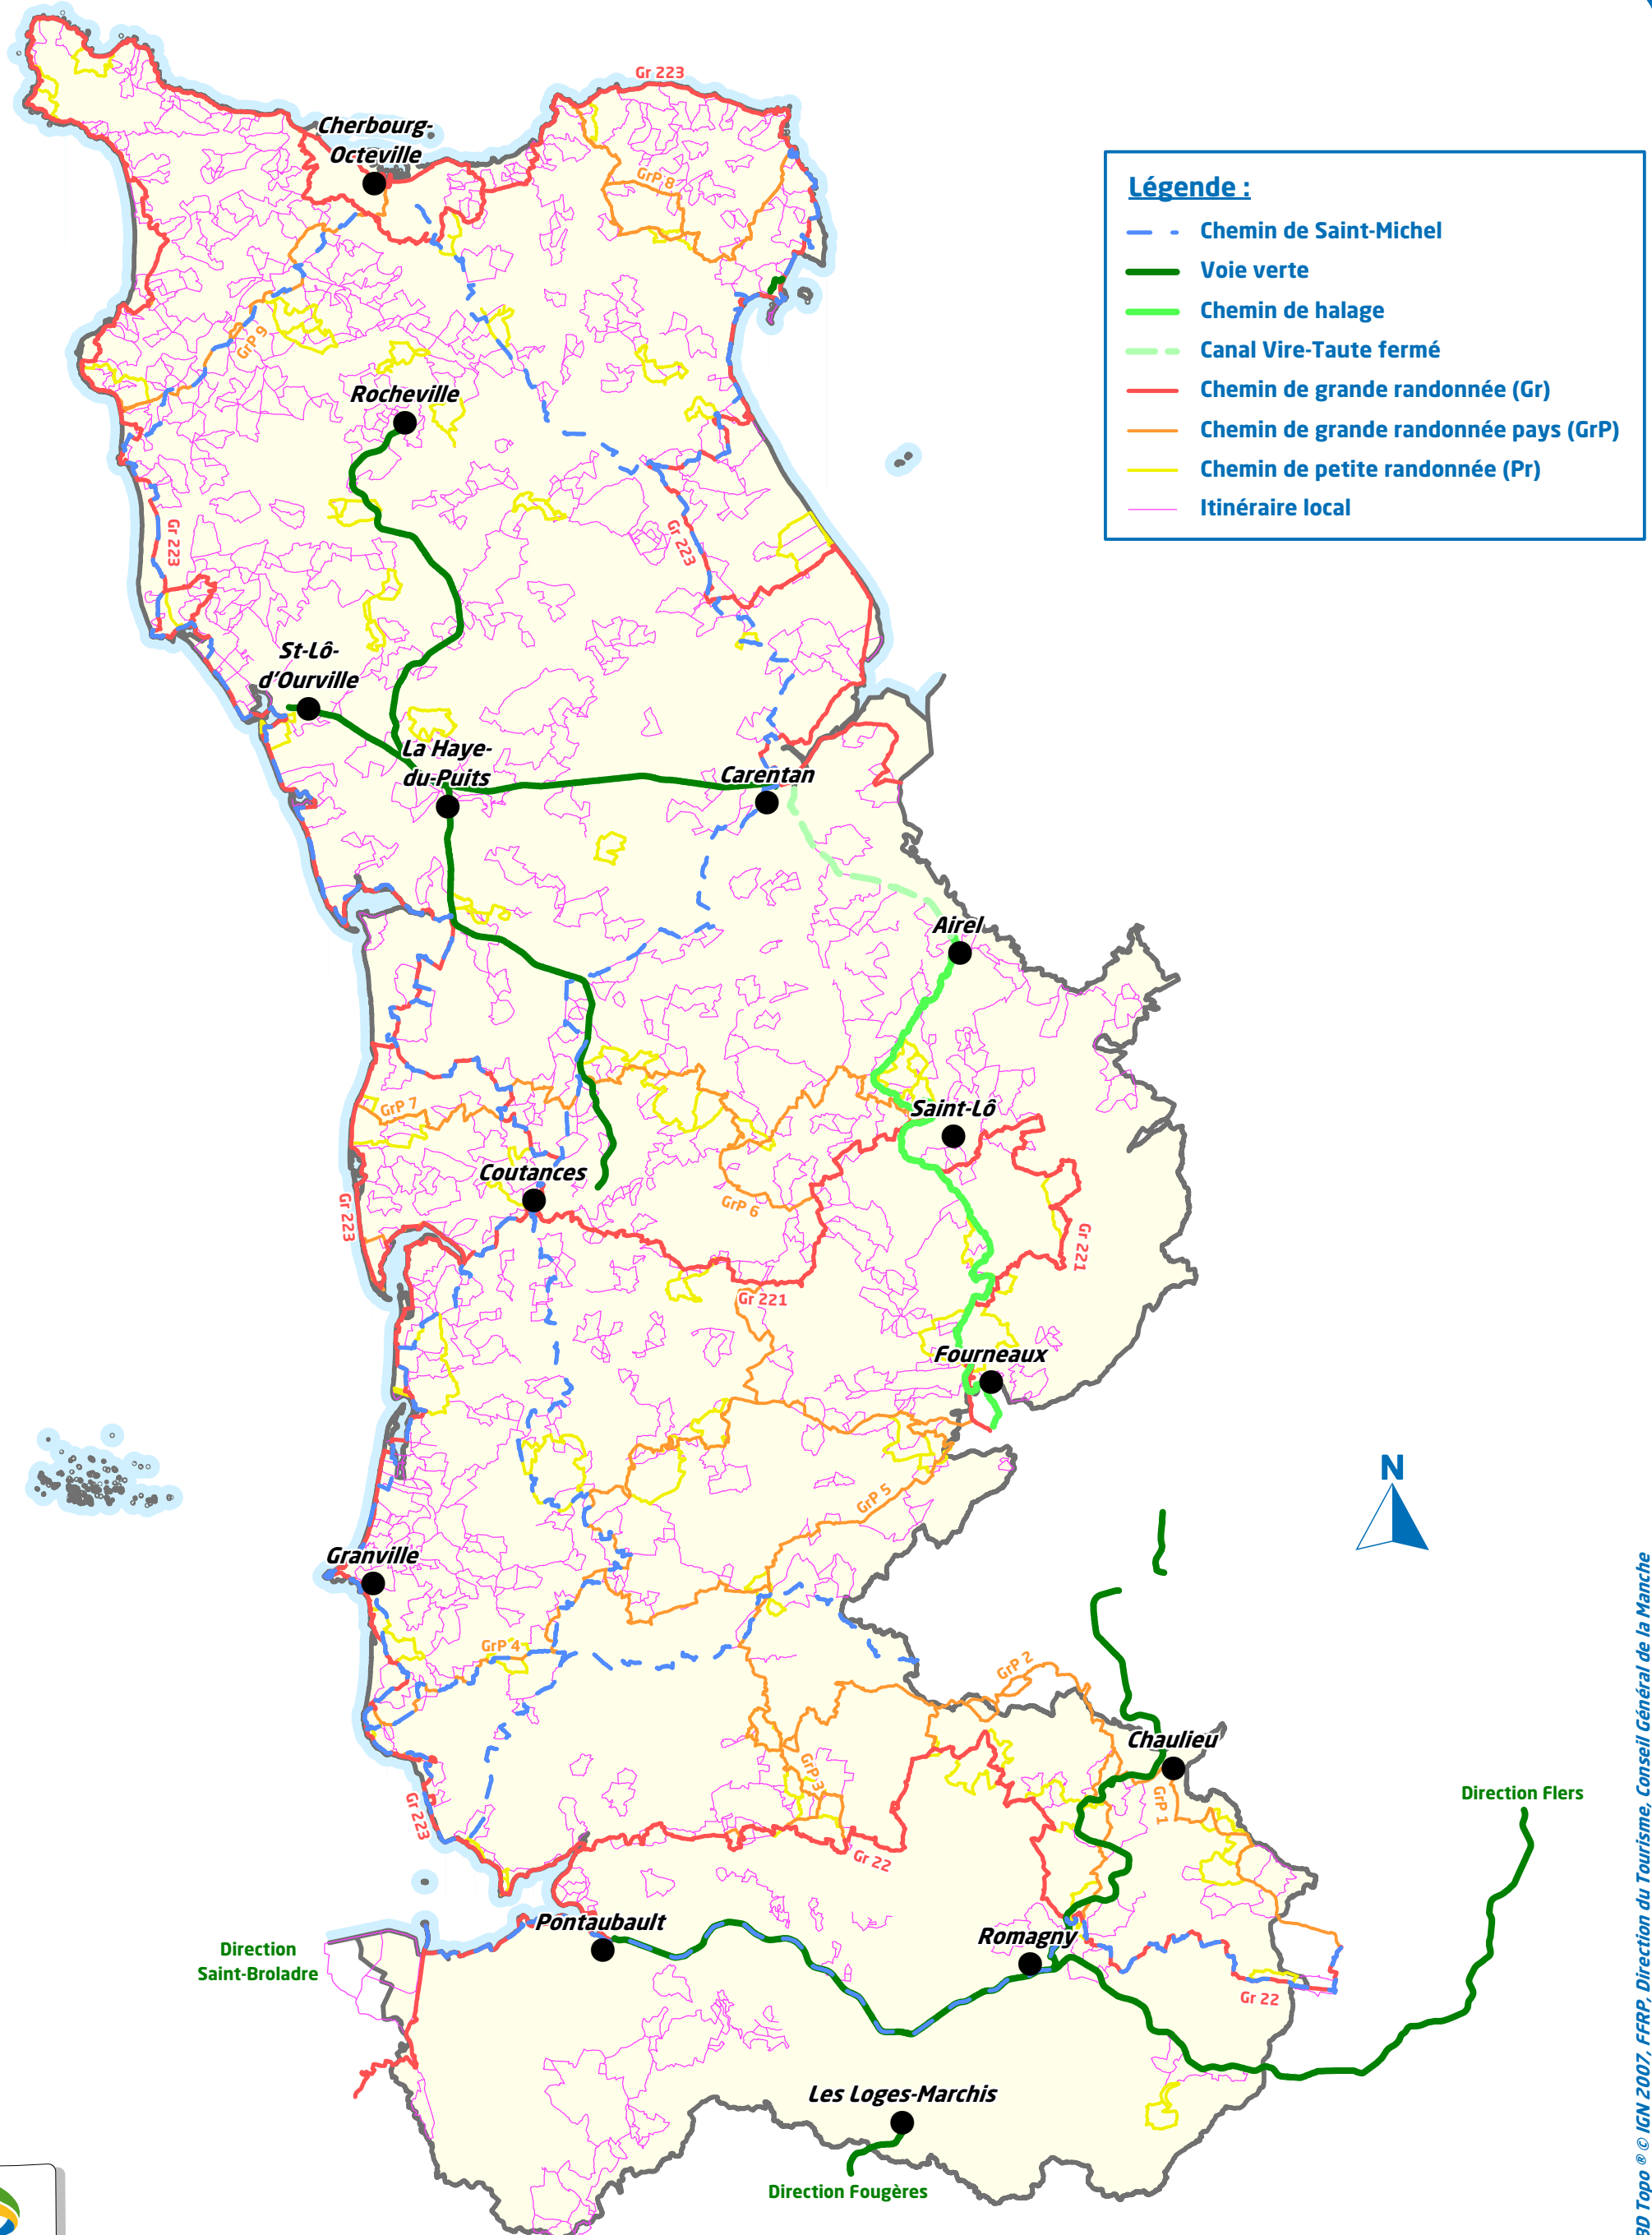 Gr 223
Cherbourg-
Octeville
GrP 8
Légende :
Chemin de Saint-Michel
Voie verte
Chemin de halage
Canal Vire-Taute fermé
Chemin de grande randonnée (Gr)
Chemin de grande randonnée pays (GrP)
Chemin de petite randonnée (Pr)
Itinéraire local
GrP 9
Rocheville
Gr 223
Gr 223
St-Lô-
d'Ourville
La Haye-
du-Puits
Carentan
Airel
GrP 7
Saint-Lô
Coutances
GrP 6
Gr 223
Gr 221
Gr 221
Fourneaux
N
GrP 5
Granville
GrP 4
GrP 2
Chaulieu
GrP 3
GrP 1
Direction Flers
Gr 223
Gr 22
Pontaubault
Romagny
Direction
Saint-Broladre
Gr 22
Les Loges-Marchis
Direction Fougères
BD Topo ® © IGN 2007, FFRP, Direction du Tourisme, Conseil Général de la Manche